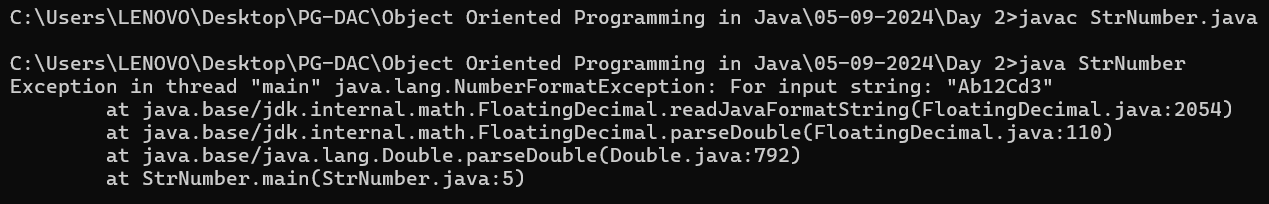 C:\Users\LENOVO\Desktop\PG-DAC\Object Oriented Programming in Java\05-09-2024\Day 2>javac StrNumber.java
C:\Users\LENOVO\Desktop\PG-DAC\Object Oriented Programming in Java\05-09-2024\Day 2>java StrNumber
Exception in thread "main" java.lang.NumberFormatException: For input string: "Ab12Cd3"
        at java.base/jdk.internal.math.FloatingDecimal.readJavaFormatString(FloatingDecimal.java:2054)
        at java.base/jdk.internal.math.FloatingDecimal.parseDouble(FloatingDecimal.java:110)
        at java.base/java.lang.Double.parseDouble(Double.java:792)
        at StrNumber.main(StrNumber.java:5)